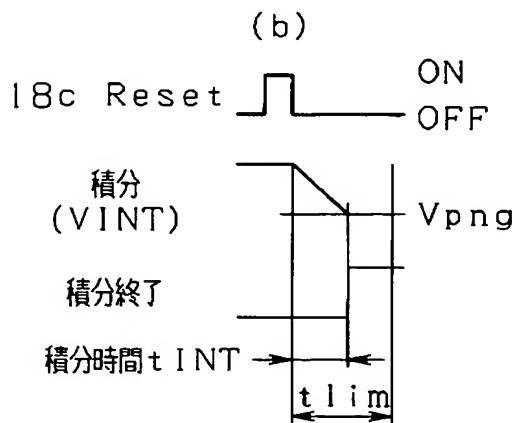 (b)
18c Reset
ON
OFF
積分
(VINT)
Vpng
積分終了
積分時間tINT
tlim